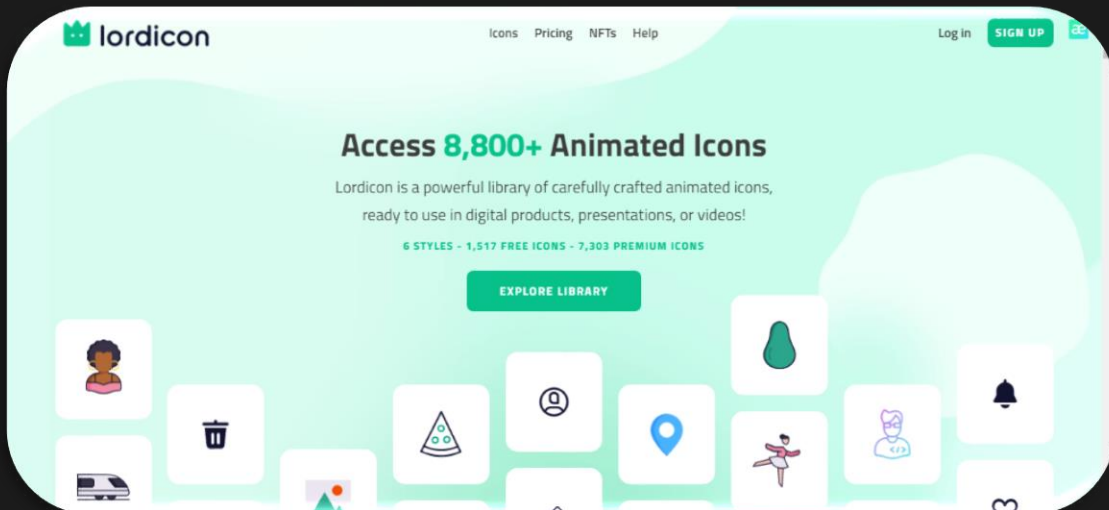 lordicon
Icons Pricing NFTs Help
Log in SIGN UP
æ
Access 8,800+ Animated Icons
Lordicon is a powerful library of carefully crafted animated icons,
ready to use in digital products, presentations, or videos!
6 STYLES - 1,517 FREE ICONS - 7,303 PREMIUM ICONS
EXPLORE LIBRARY